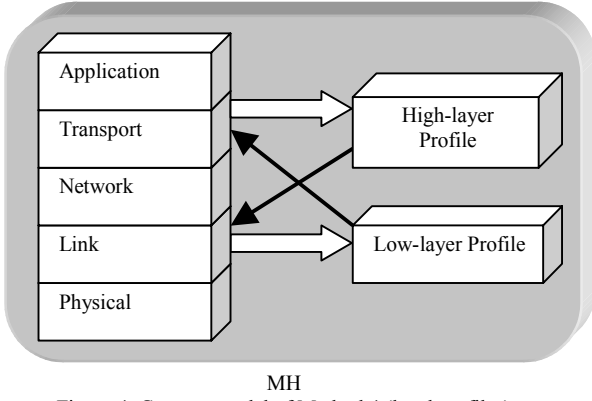 Application
Transport
Network
Link
Physical
High-layer
Profile
Low-layer Profile
MH